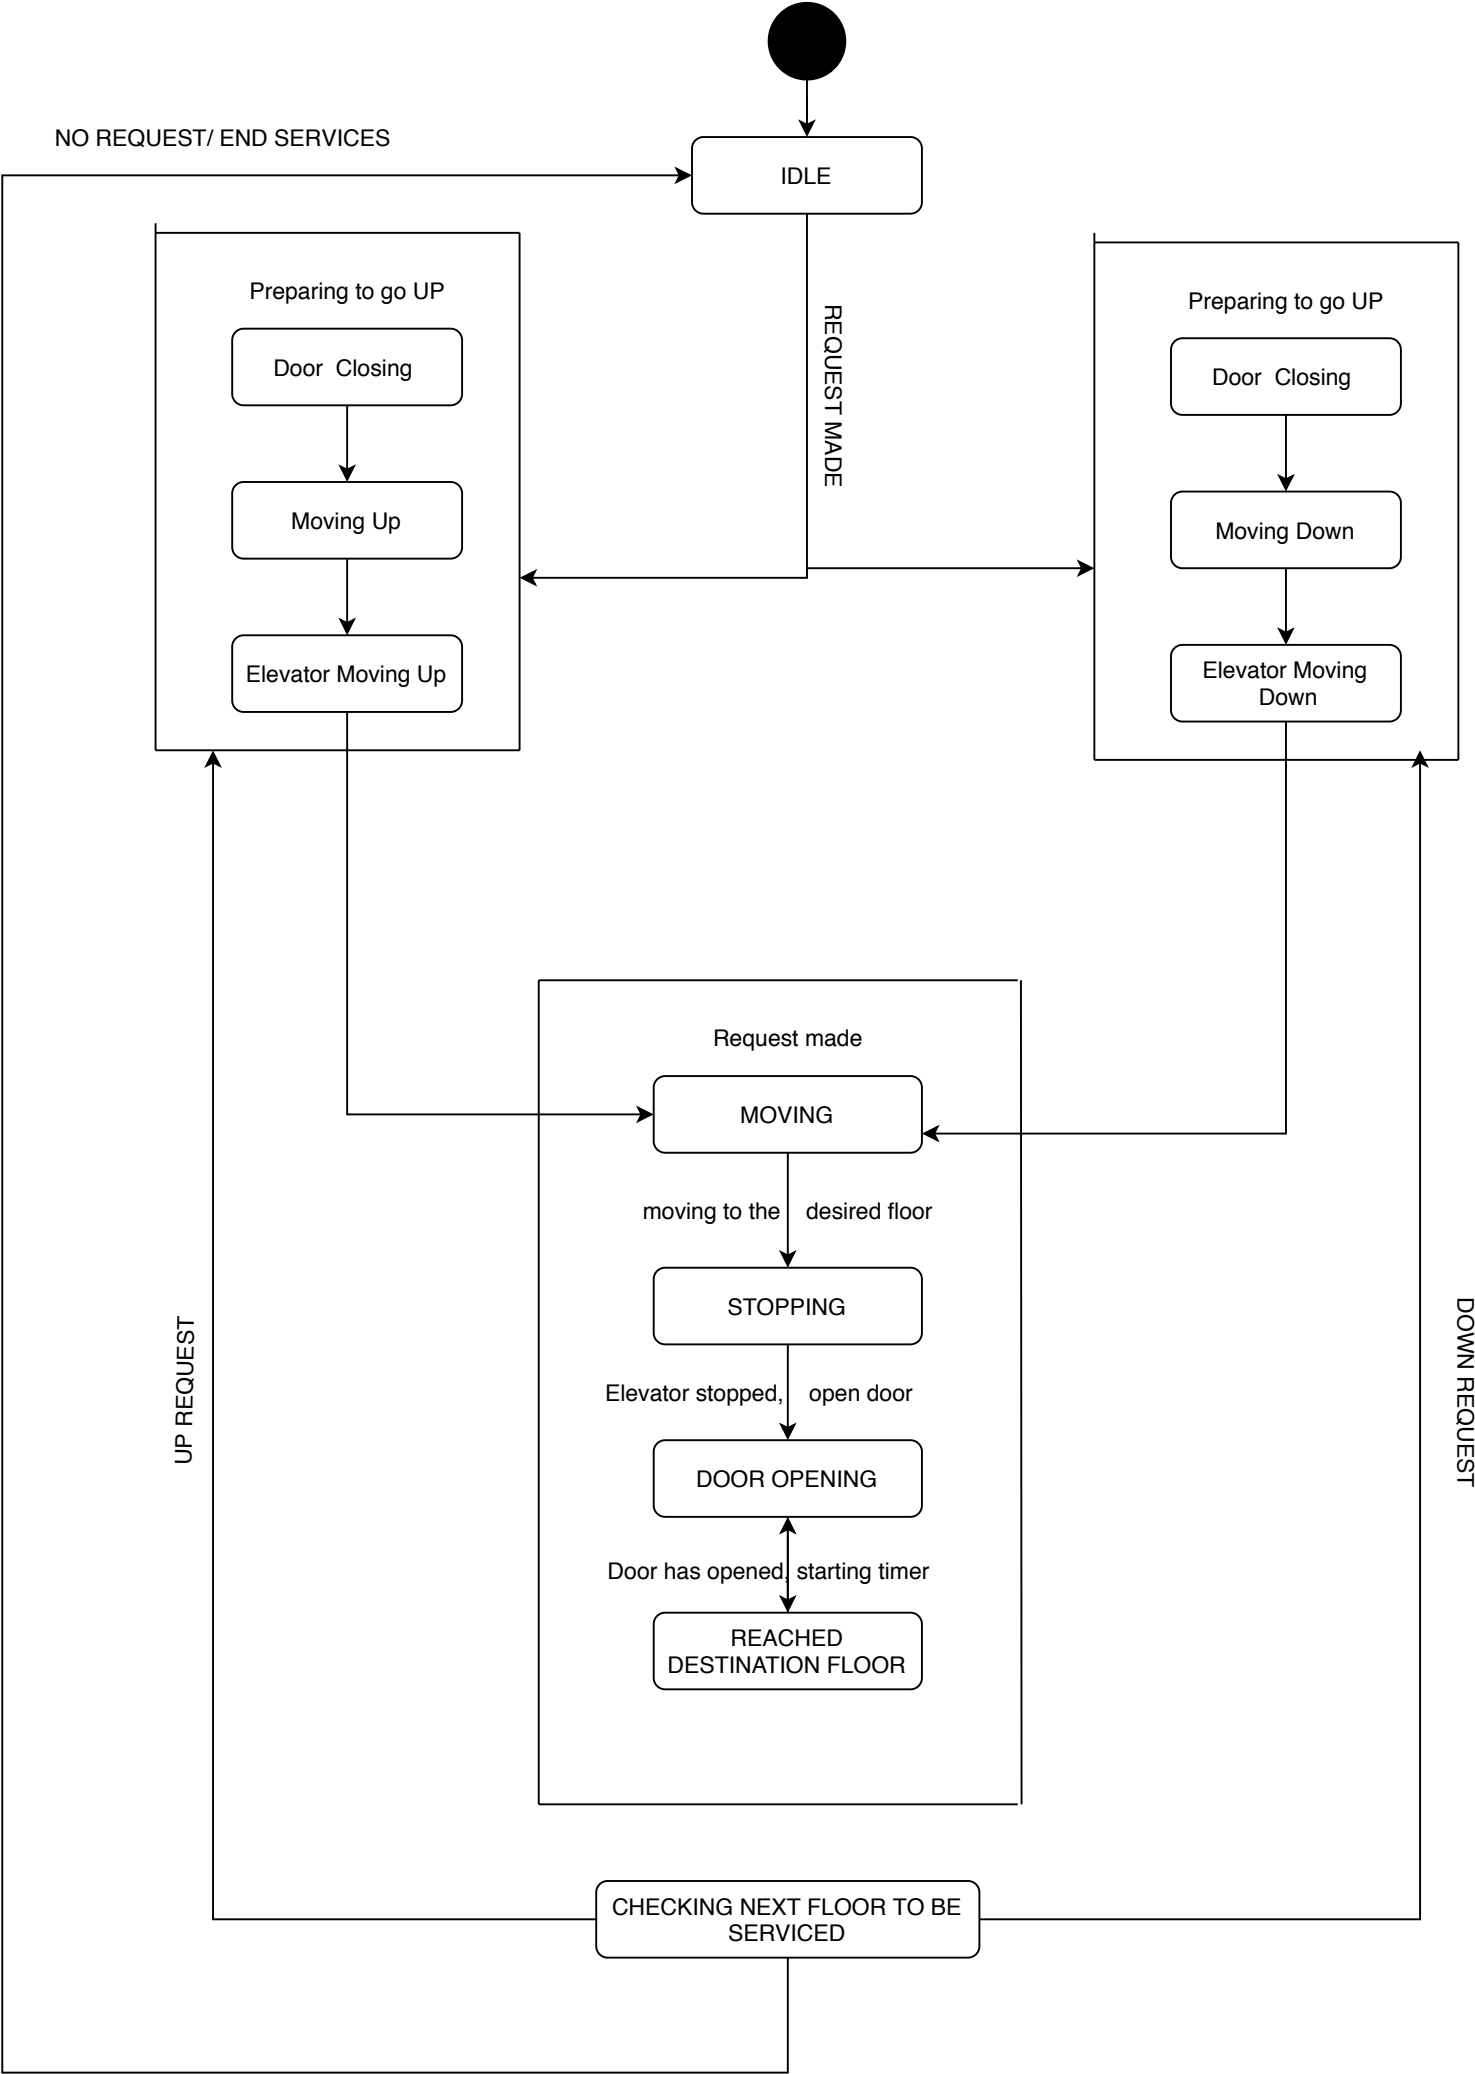 NO REQUEST/ END SERVICES
IDLE
REQUEST MADE
Preparing to go UP
Door  Closing
Moving Up
Elevator Moving Up
Preparing to go UP
Door  Closing
Moving Down
Elevator Moving
Down
Request made
MOVING
moving to the desired floor
STOPPING
Elevator stopped, open door
DOOR OPENING
Door has opened, starting timer
REACHED
DESTINATION FLOOR
UP REQUEST
DOWN REQUEST
CHECKING NEXT FLOOR TO BE
SERVICED